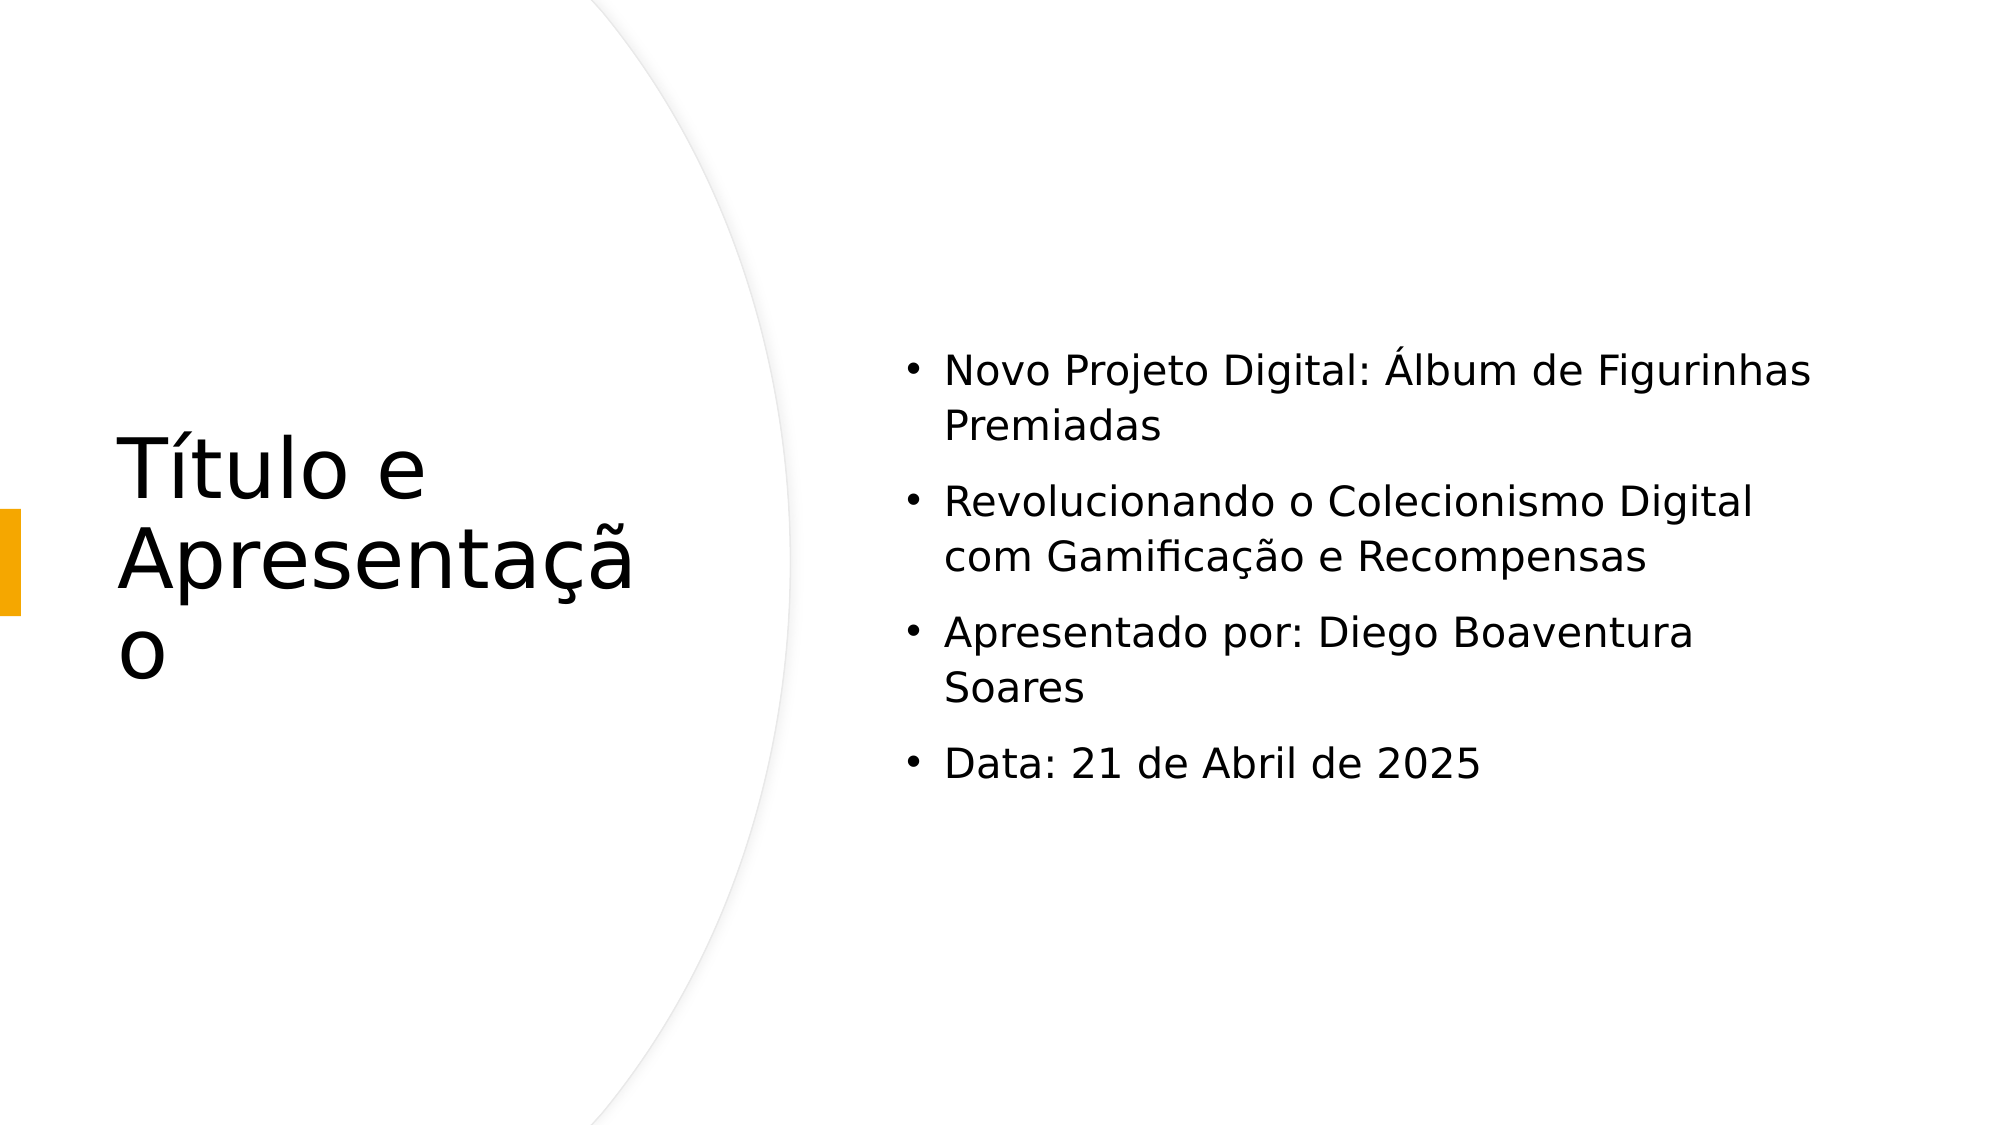 Título e
Apresentaçã
o
• Novo Projeto Digital: Álbum de Figurinhas
Premiadas
• Revolucionando o Colecionismo Digital
com Gamificação e Recompensas
• Apresentado por: Diego Boaventura
Soares
• Data: 21 de Abril de 2025